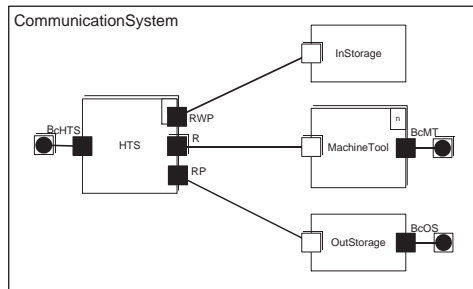 CommunicationSystem
InStorage
RWP
BcHTS
HTS
R
n
MachineTool
BcMT
RP
OutStorage
BcOS